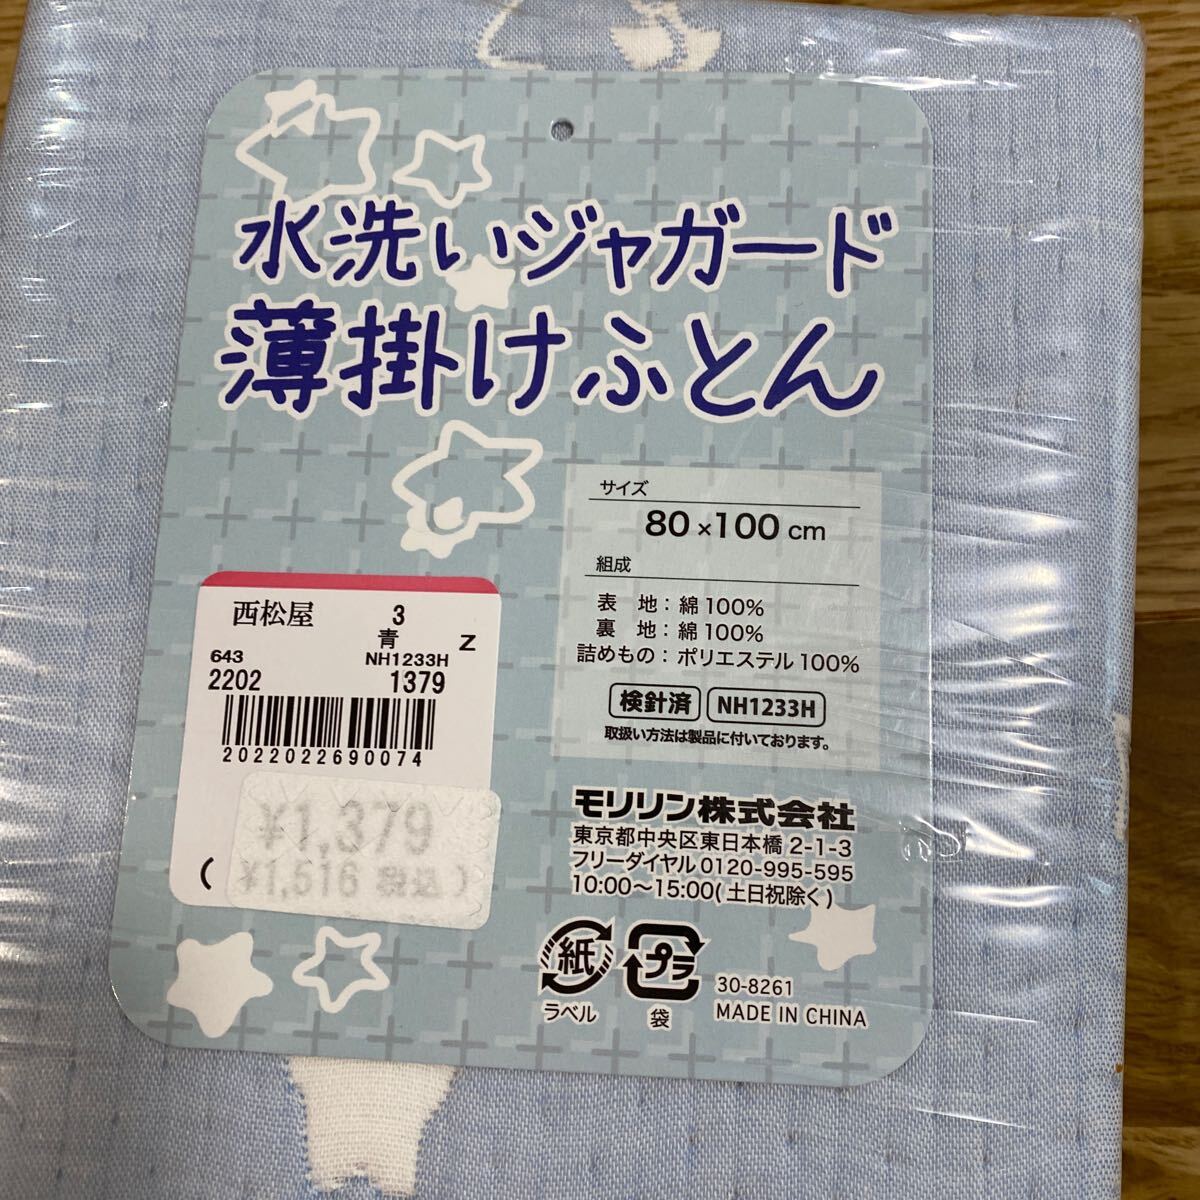 水洗いジャガード
薄掛けふとん
サイズ
80×100cm
組成
表 地：綿100%
裏 地：綿100%
詰めもの：ポリエステル100%
検針済 NH1233H
取扱い方法は製品に付いております。
西松屋 3
青 Z
643 NH1233H
2202 1379
2022022690074
¥1,379
(¥1,516 税込)
モリリン株式会社
東京都中央区東日本橋 2-1-3
フリーダイヤル 0120-995-595
10:00〜15:00(土日祝除く)
紙 プラ
ラベル 袋
30-8261
MADE IN CHINA